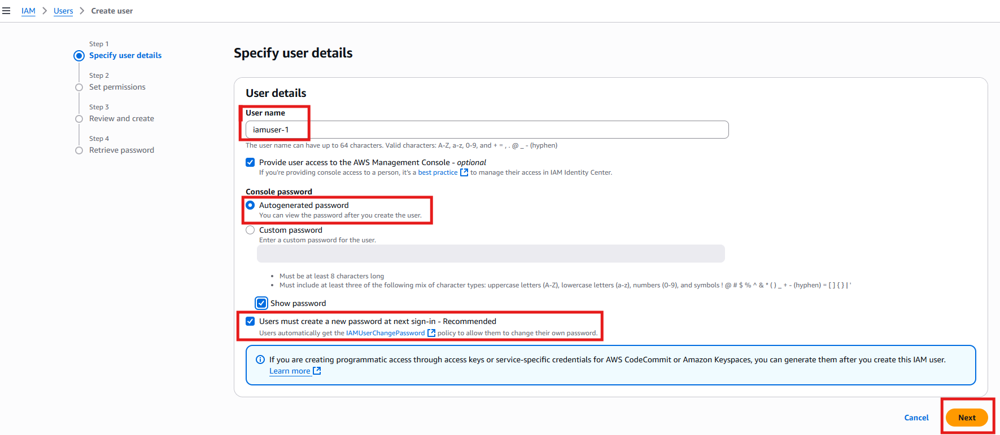 IAM > Users > Create user
Step 1
Specify user details
Step 2
Set permissions
Step 3
Review and create
Step 4
Retrieve password
Specify user details
User details
User name
iamuser-1
The user name can have up to 64 characters. Valid characters: A-Z, a-z, 0-9, and + = , . @ _ - (hyphen)
Provide user access to the AWS Management Console - optional
If you're providing console access to a person, it's a best practice to manage their access in IAM Identity Center.
Console password
Autogenerated password
You can view the password after you create the user.
Custom password
Enter a custom password for the user.
• Must be at least 8 characters long
• Must include at least three of the following mix of character types: uppercase letters (A-Z), lowercase letters (a-z), numbers (0-9), and symbols ! @ # $ % ^ & * ( ) _ + - (hyphen) = [ ] { } | '
Show password
Users must create a new password at next sign-in - Recommended
Users automatically get the IAMUserChangePassword policy to allow them to change their own password.
If you are creating programmatic access through access keys or service-specific credentials for AWS CodeCommit or Amazon Keyspaces, you can generate them after you create this IAM user.
Learn more
Cancel
Next